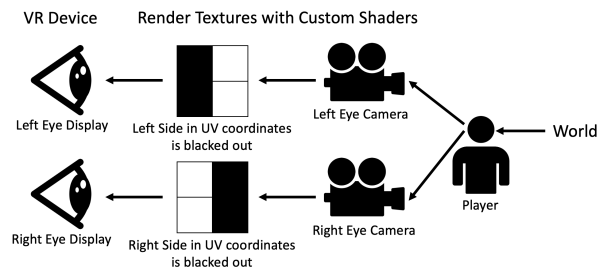 VR Device
Render Textures with Custom Shaders
Left Eye Display
Left Side in UV coordinates
is blacked out
Left Eye Camera
World
Player
Right Eye Display
Right Side in UV coordinates
is blacked out
Right Eye Camera